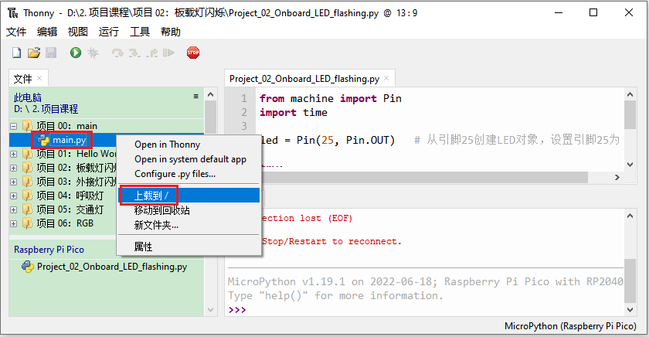 Thonny - D:\2.项目课程\项目 02：板载灯闪烁\Project_02_Onboard_LED_flashing.py @ 13 : 9
文件 编辑 视图 运行 工具 帮助
STOP
文件
此电脑
D: \ 2.项目课程
项目 00：main
main.py
项目 01：Hello Wor
项目 02：板载灯闪烁
项目 03：外接灯闪烁
项目 04：呼吸灯
项目 05：交通灯
项目 06：RGB
Raspberry Pi Pico
Project_02_Onboard_LED_flashing.py
Open in Thonny
Open in system default app
Configure .py files...
上载到 /
移动到回收站
新文件夹...
属性
Project_02_Onboard_LED_flashing.py
1 from machine import Pin
2 import time
3
led = Pin(25, Pin.OUT) # 从引脚25创建LED对象，设置引脚25为
ection lost (EOF)
Stop/Restart to reconnect.
MicroPython v1.19.1 on 2022-06-18; Raspberry Pi Pico with RP2040
Type "help()" for more information.
>>>
MicroPython (Raspberry Pi Pico)